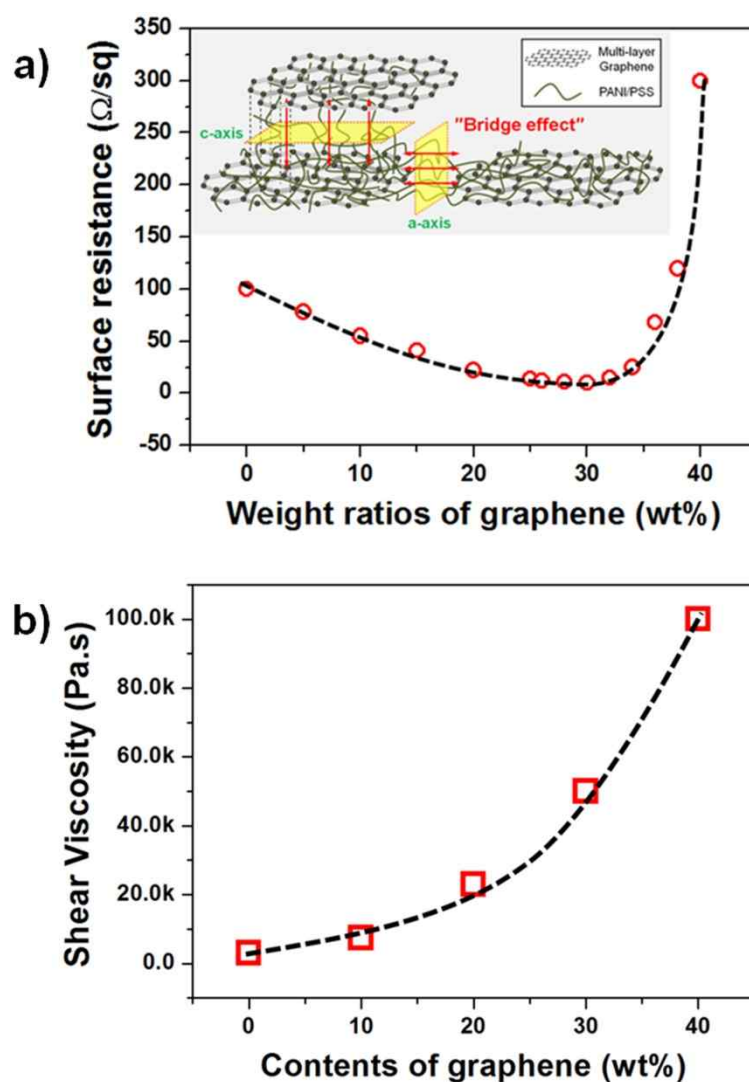 a)
Surface resistance (Ω/sq)
350
300
250
200
150
100
50
0
-50
c-axis
"Bridge effect"
a-axis
Multi-layer
Graphene
PANI/PSS
0
10
20
30
40
Weight ratios of graphene (wt%)
b)
Shear Viscosity (Pa.s)
100.0k
80.0k
60.0k
40.0k
20.0k
0.0
0
10
20
30
40
Contents of graphene (wt%)